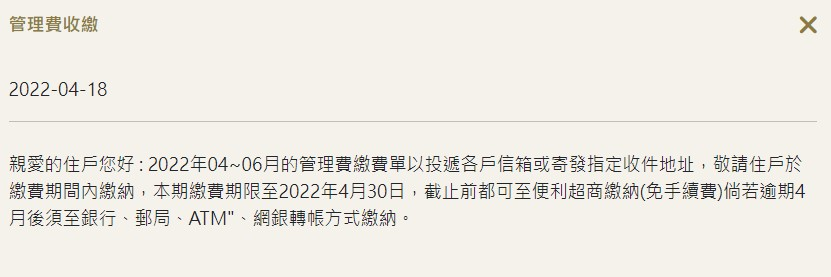 管理費收繳
2022-04-18
親愛的住戶您好 : 2022年04~06月的管理費繳費單以投遞各戶信箱或寄發指定收件地址，敬請住戶於
繳費期間內繳納，本期繳費期限至2022年4月30日，截止前都可至便利超商繳納(免手續費)倘若逾期4
月後須至銀行、郵局、ATM"、網銀轉帳方式繳納。